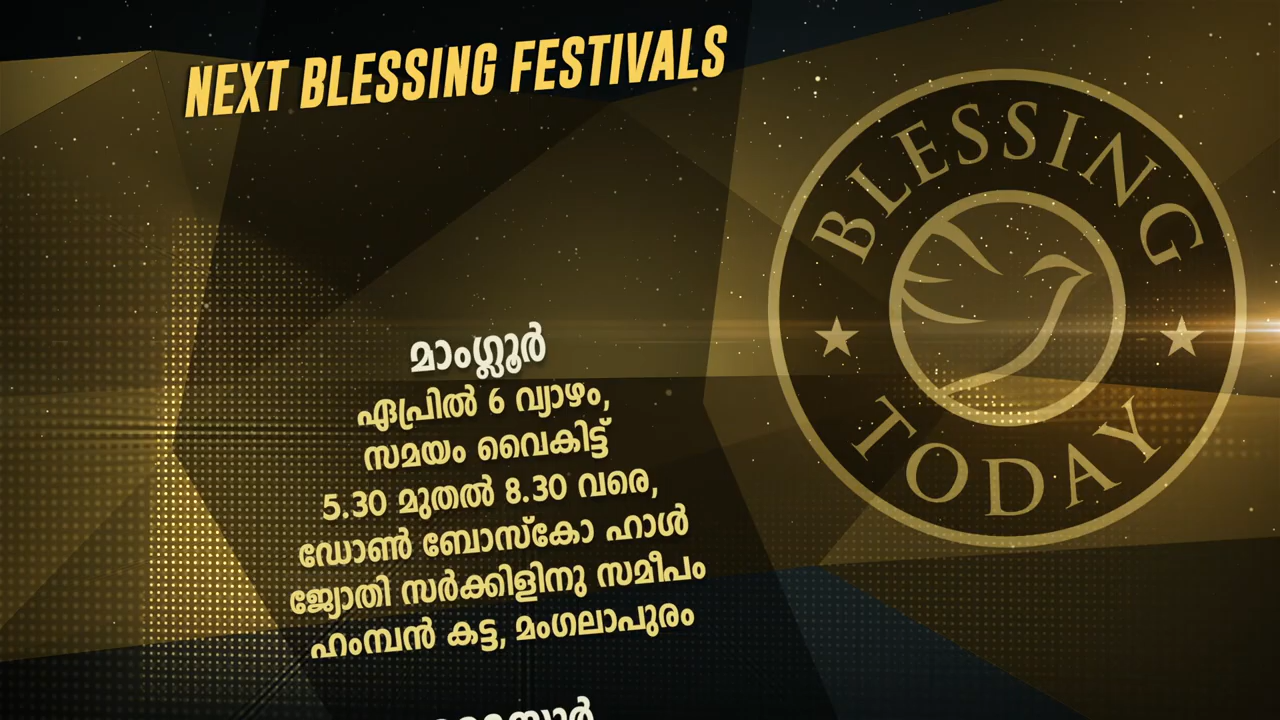 NEXT BLESSING FESTIVALS
മാംഗ്ലൂർ
ഏപ്രിൽ 6 വ്യാഴം,
സമയം വൈകിട്ട്
5.30 മുതൽ 8.30 വരെ,
ഡോൺ ബോസ്കോ ഹാൾ
ജ്യോതി സർക്കിളിനു സമീപം
ഹംമ്പൻ കട്ട, മംഗലാപുരം
BLESSING
TODAY